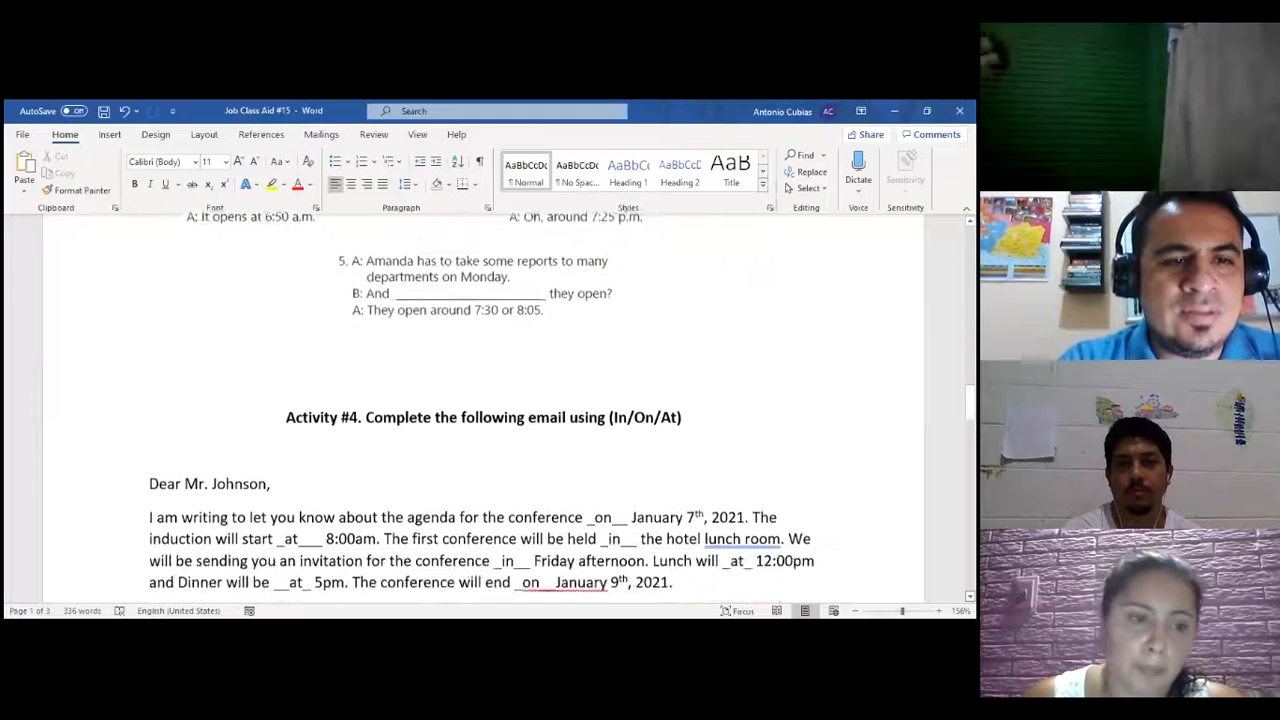 AutoSave Off Job Class Aid #15 - Word Search Antonio Cubias AC
File Home Insert Design Layout References Mailings Review View Help Share Comments
Paste Cut Copy Format Painter
Calibri (Body) 11
AaBbCcDc AaBbCcDc AaBbCc AaBbCcD AaB
¶ Normal ¶ No Spac... Heading 1 Heading 2 Title
Find Replace Select Dictate Sensitivity
Clipboard Font Paragraph Styles Editing Voice Sensitivity
A: It opens at 6:50 a.m. A: Oh, around 7:25 p.m.
5. A: Amanda has to take some reports to many
departments on Monday.
B: And ____________________ they open?
A: They open around 7:30 or 8:05.
Activity #4. Complete the following email using (In/On/At)
Dear Mr. Johnson,
I am writing to let you know about the agenda for the conference _on__ January 7th, 2021. The
induction will start _at___ 8:00am. The first conference will be held _in__ the hotel lunch room. We
will be sending you an invitation for the conference _in__ Friday afternoon. Lunch will _at_ 12:00pm
and Dinner will be __at_ 5pm. The conference will end _on__January 9th, 2021.
Page 1 of 3 336 words English (United States) Focus 156%